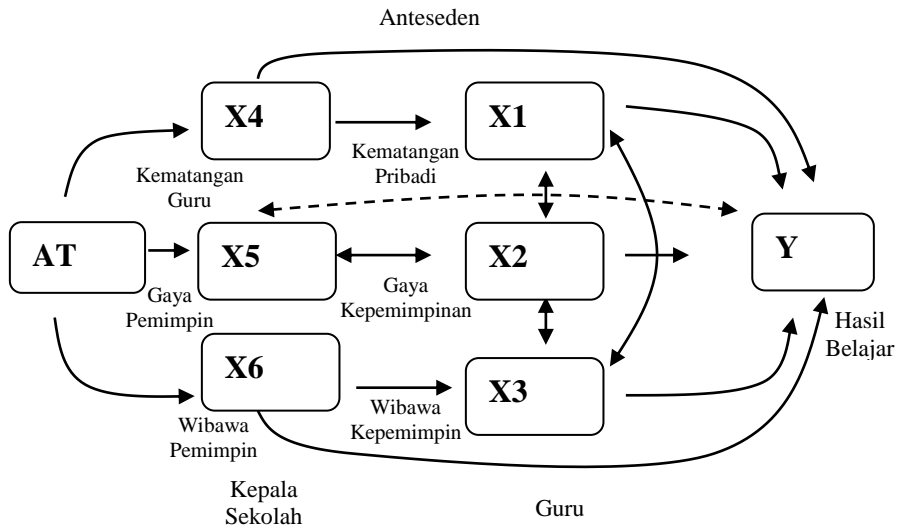 Anteseden
X4
X1
Kematangan
Guru
Kematangan
Pribadi
AT
X5
X2
Y
Gaya
Pemimpin
Gaya
Kepemimpinan
Hasil
Belajar
X6
X3
Wibawa
Pemimpin
Wibawa
Kepemimpin
Kepala
Sekolah
Guru